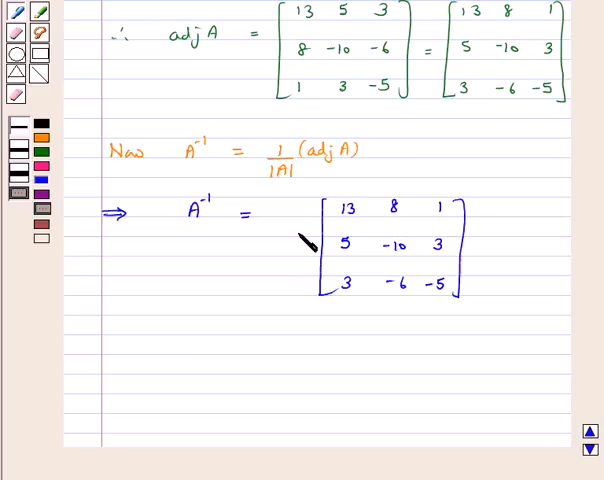 13 5 3 13 8 1
∴ adj A = 8 -10 -6 = 5 -10 3
1 3 -5 3 -6 -5
Now A⁻¹ = 1/|A| (adj A)
13 8 1
⇒ A⁻¹ = 5 -10 3
3 -6 -5